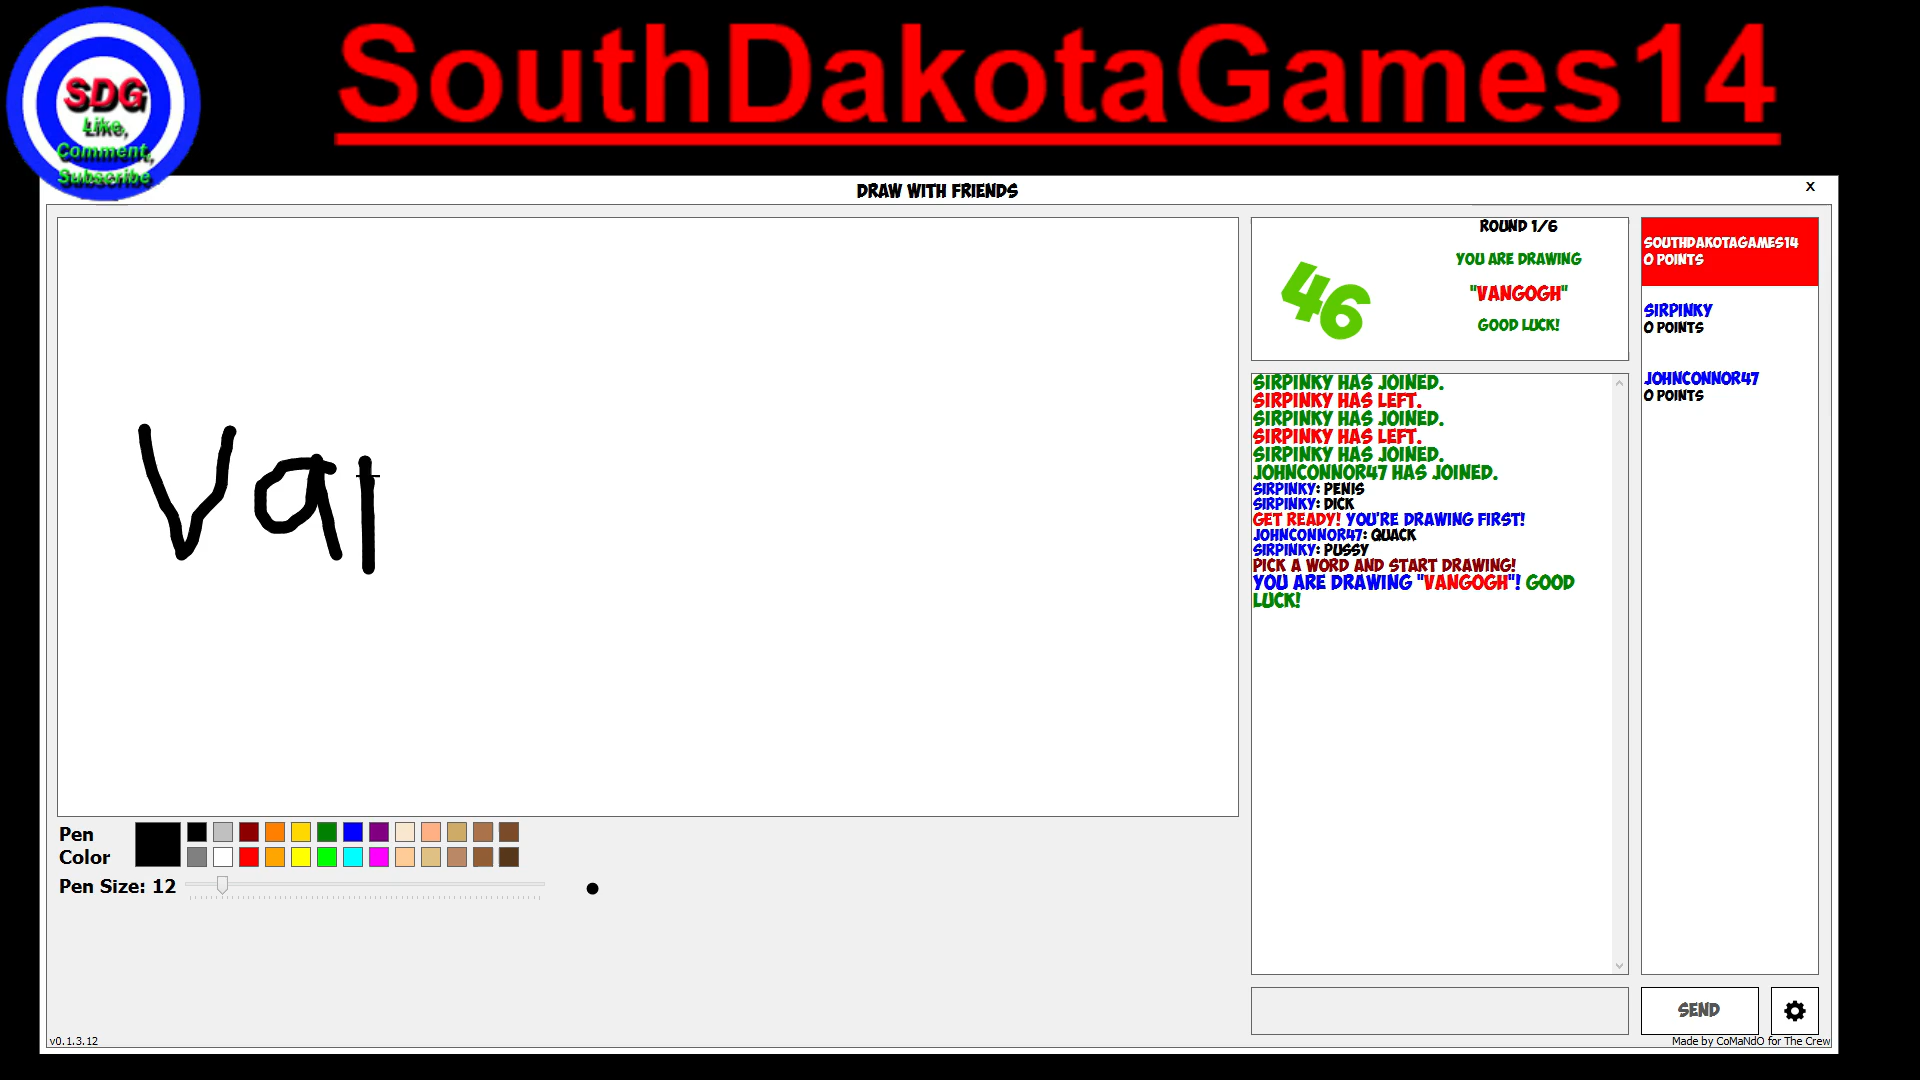 SouthDakotaGames14
SDG
Like,
Comment,
Subscribe
DRAW WITH FRIENDS
X
ROUND 1/6
YOU ARE DRAWING
"VANGOGH"
GOOD LUCK!
46
SOUTHDAKOTAGAMES14
0 POINTS
SIRPINKY
0 POINTS
JOHNCONNOR47
0 POINTS
SIRPINKY HAS JOINED.
SIRPINKY HAS LEFT.
SIRPINKY HAS JOINED.
SIRPINKY HAS LEFT.
SIRPINKY HAS JOINED.
JOHNCONNOR47 HAS JOINED.
SIRPINKY: PENIS
SIRPINKY: DICK
GET READY! YOU'RE DRAWING FIRST!
JOHNCONNOR47: QUACK
SIRPINKY: PUSSY
PICK A WORD AND START DRAWING!
YOU ARE DRAWING "VANGOGH"! GOOD
LUCK!
Va
Pen
Color
Pen Size: 12
SEND
v0.1.3.12
Made by CoMaNdO for The Crew